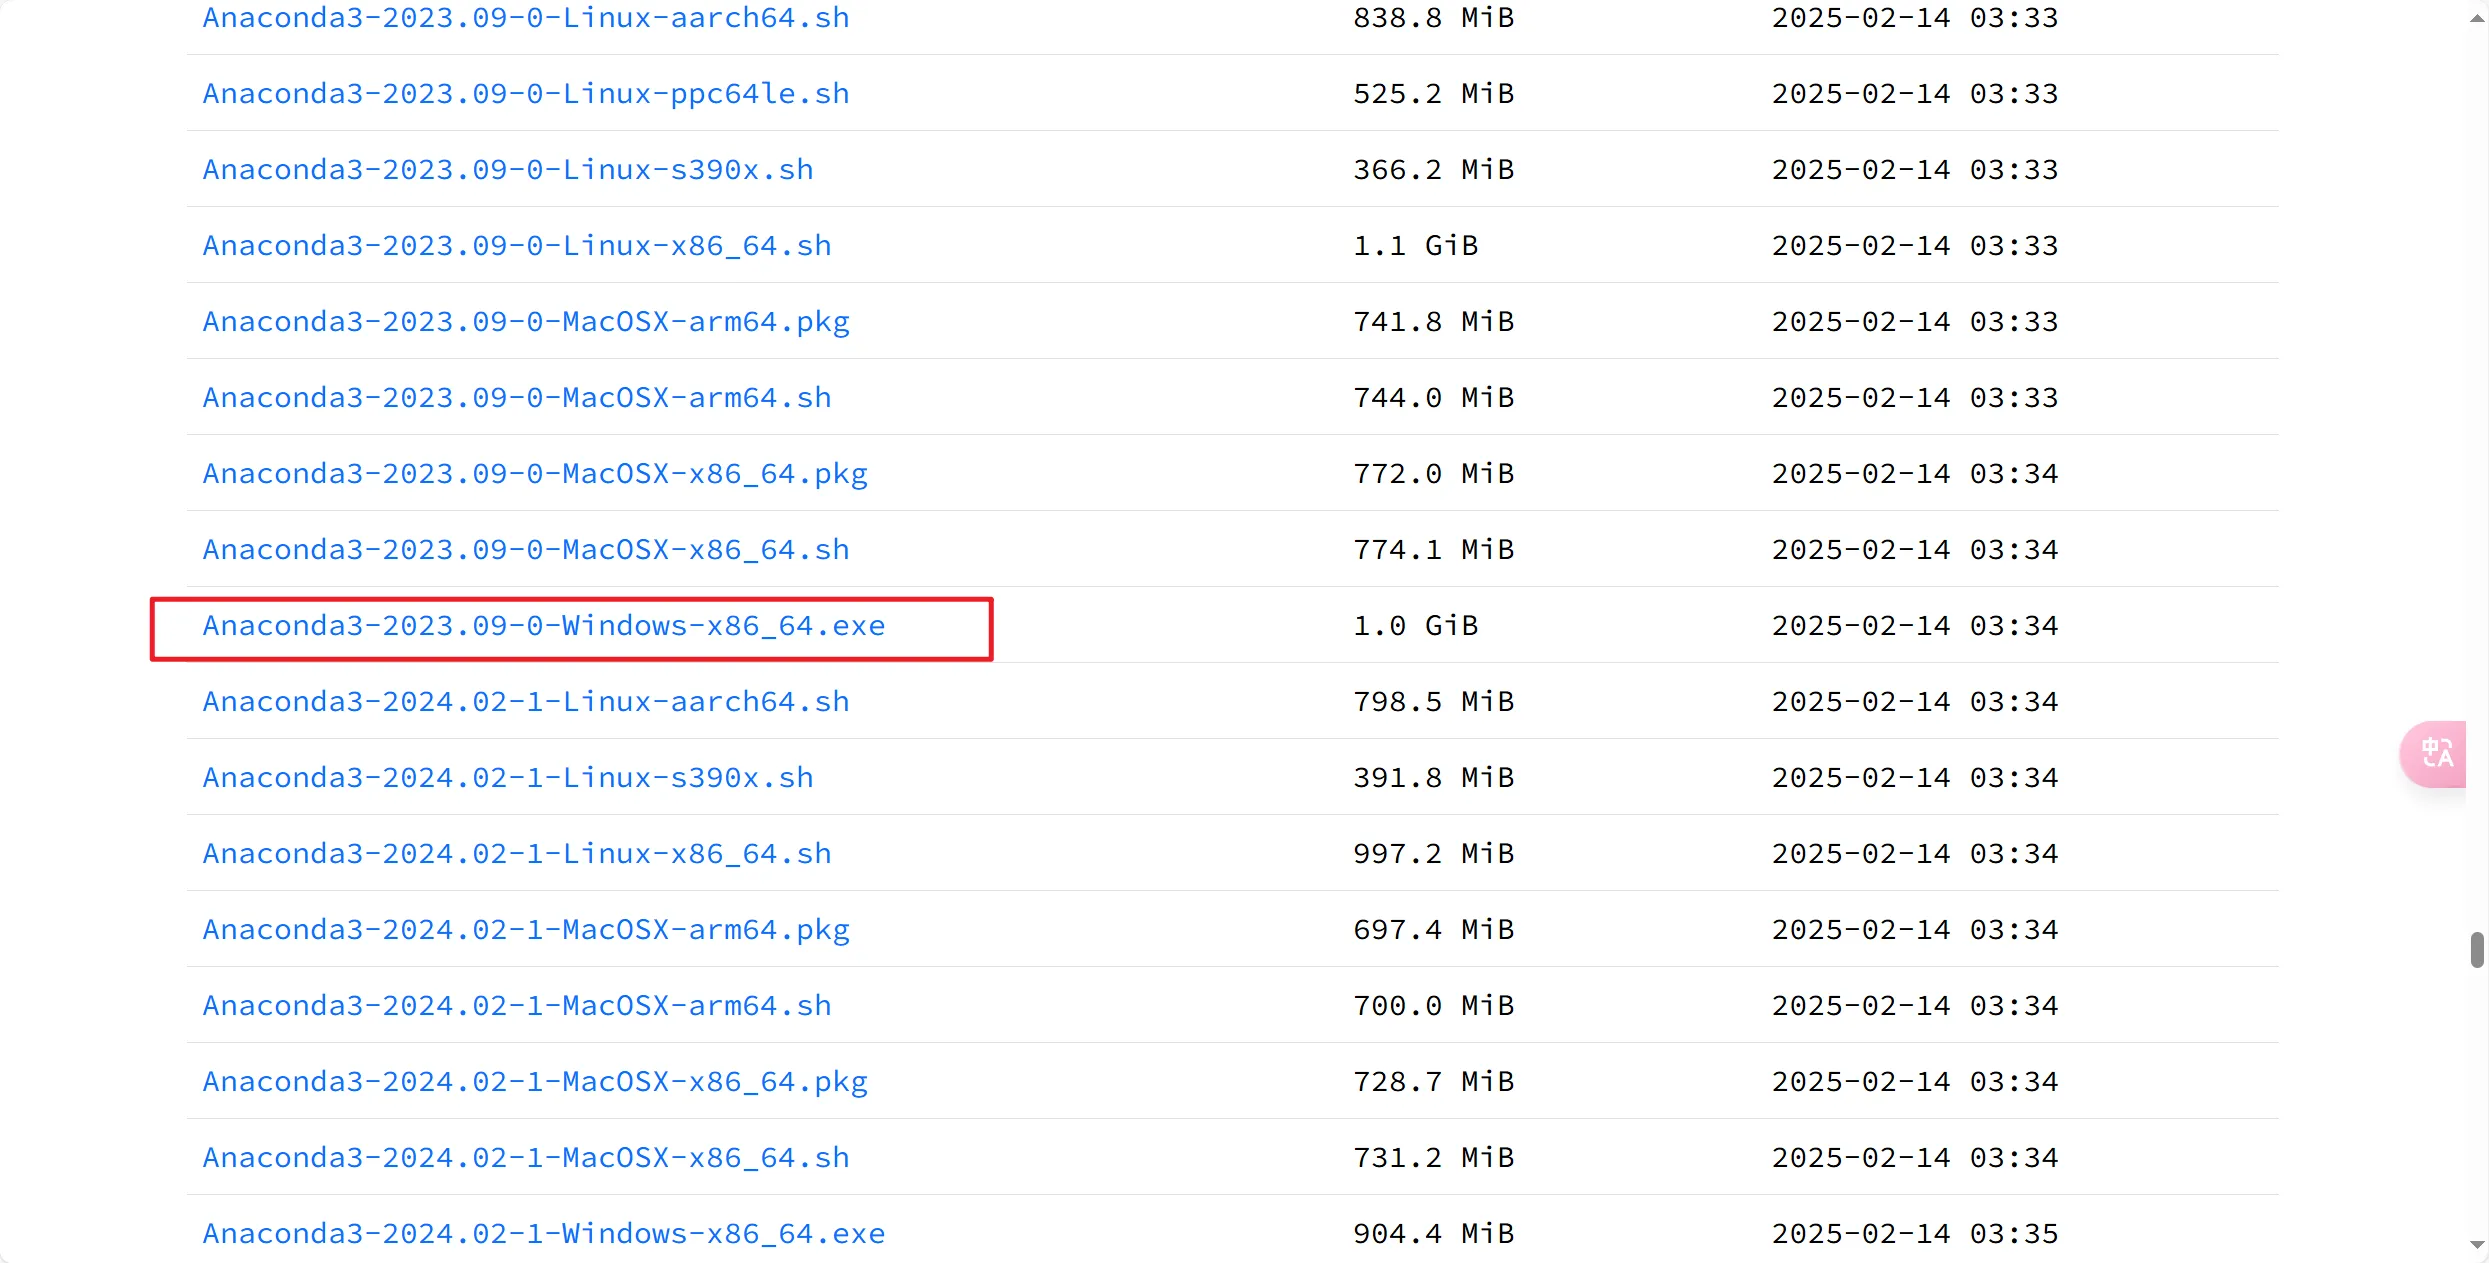 Anaconda3-2023.09-0-Linux-aarch64.sh 838.8 MiB 2025-02-14 03:33
Anaconda3-2023.09-0-Linux-ppc64le.sh 525.2 MiB 2025-02-14 03:33
Anaconda3-2023.09-0-Linux-s390x.sh 366.2 MiB 2025-02-14 03:33
Anaconda3-2023.09-0-Linux-x86_64.sh 1.1 GiB 2025-02-14 03:33
Anaconda3-2023.09-0-MacOSX-arm64.pkg 741.8 MiB 2025-02-14 03:33
Anaconda3-2023.09-0-MacOSX-arm64.sh 744.0 MiB 2025-02-14 03:33
Anaconda3-2023.09-0-MacOSX-x86_64.pkg 772.0 MiB 2025-02-14 03:34
Anaconda3-2023.09-0-MacOSX-x86_64.sh 774.1 MiB 2025-02-14 03:34
Anaconda3-2023.09-0-Windows-x86_64.exe 1.0 GiB 2025-02-14 03:34
Anaconda3-2024.02-1-Linux-aarch64.sh 798.5 MiB 2025-02-14 03:34
Anaconda3-2024.02-1-Linux-s390x.sh 391.8 MiB 2025-02-14 03:34
Anaconda3-2024.02-1-Linux-x86_64.sh 997.2 MiB 2025-02-14 03:34
Anaconda3-2024.02-1-MacOSX-arm64.pkg 697.4 MiB 2025-02-14 03:34
Anaconda3-2024.02-1-MacOSX-arm64.sh 700.0 MiB 2025-02-14 03:34
Anaconda3-2024.02-1-MacOSX-x86_64.pkg 728.7 MiB 2025-02-14 03:34
Anaconda3-2024.02-1-MacOSX-x86_64.sh 731.2 MiB 2025-02-14 03:34
Anaconda3-2024.02-1-Windows-x86_64.exe 904.4 MiB 2025-02-14 03:35
中A